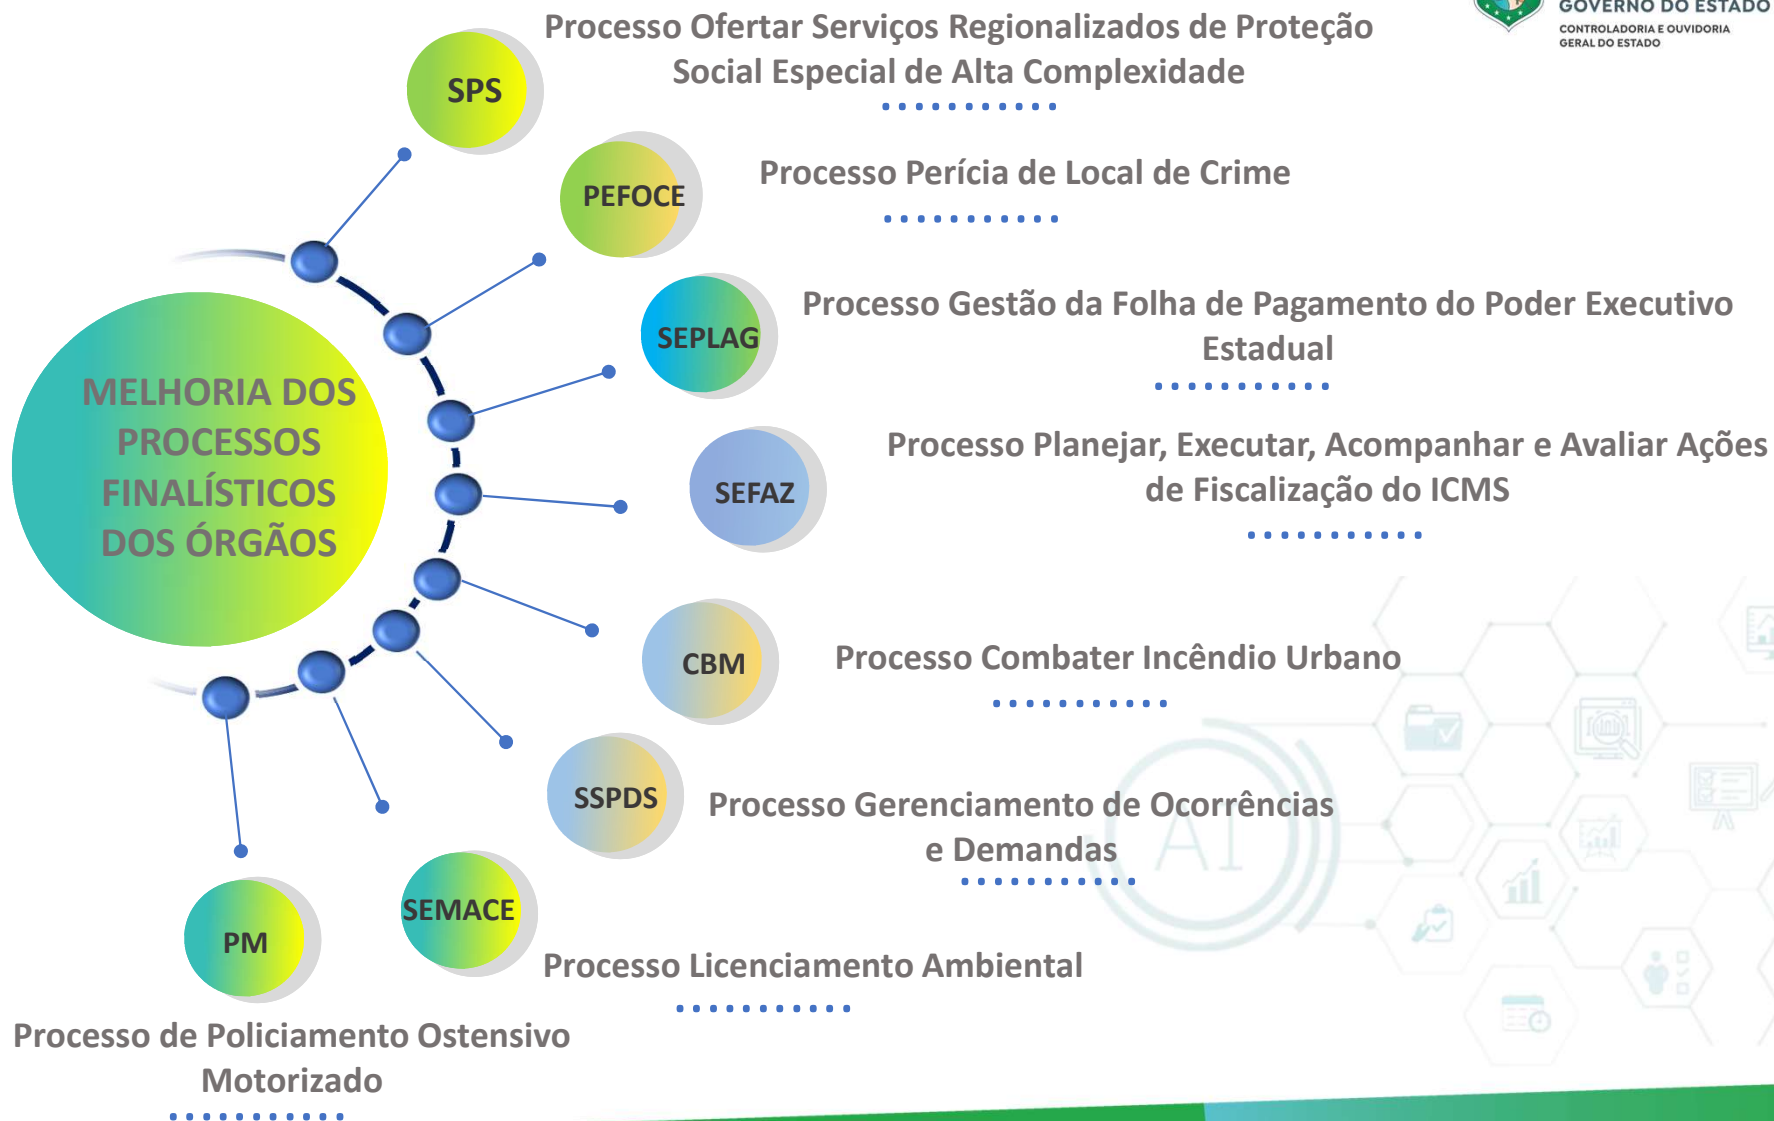 GOVERNO DO ESTADO
CONTROLADORIA E OUVIDORIA
GERAL DO ESTADO
Processo Ofertar Serviços Regionalizados de Proteção
Social Especial de Alta Complexidade
SPS
Processo Perícia de Local de Crime
PEFOCE
Processo Gestão da Folha de Pagamento do Poder Executivo
Estadual
SEPLAG
MELHORIA DOS
PROCESSOS
FINALÍSTICOS
DOS ÓRGÃOS
Processo Planejar, Executar, Acompanhar e Avaliar Ações
de Fiscalização do ICMS
SEFAZ
CBM
Processo Combater Incêndio Urbano
SSPDS
Processo Gerenciamento de Ocorrências
e Demandas
AI
SEMACE
Processo Licenciamento Ambiental
PM
Processo de Policiamento Ostensivo
Motorizado